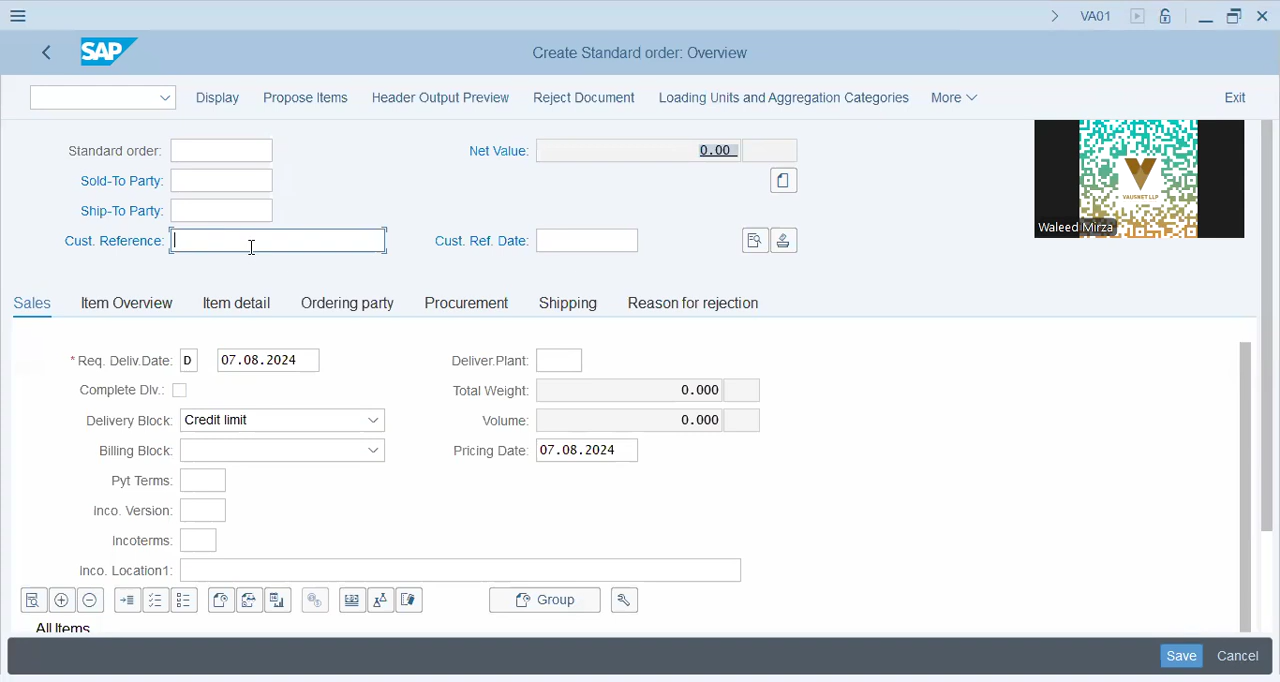 VA01
SAP
Create Standard order: Overview
Display Propose Items Header Output Preview Reject Document Loading Units and Aggregation Categories More Exit
Standard order:
Net Value: 0.00
Sold-To Party:
Ship-To Party:
Cust. Reference:
Cust. Ref. Date:
VAUSNET LLP
Waleed Mirza
Sales Item Overview Item detail Ordering party Procurement Shipping Reason for rejection
* Req. Deliv.Date: D 07.08.2024
Deliver.Plant:
Complete Dlv.:
Total Weight: 0.000
Delivery Block: Credit limit
Volume: 0.000
Billing Block:
Pricing Date: 07.08.2024
Pyt Terms:
Inco. Version:
Incoterms:
Inco. Location1:
Group
All Items
Save Cancel